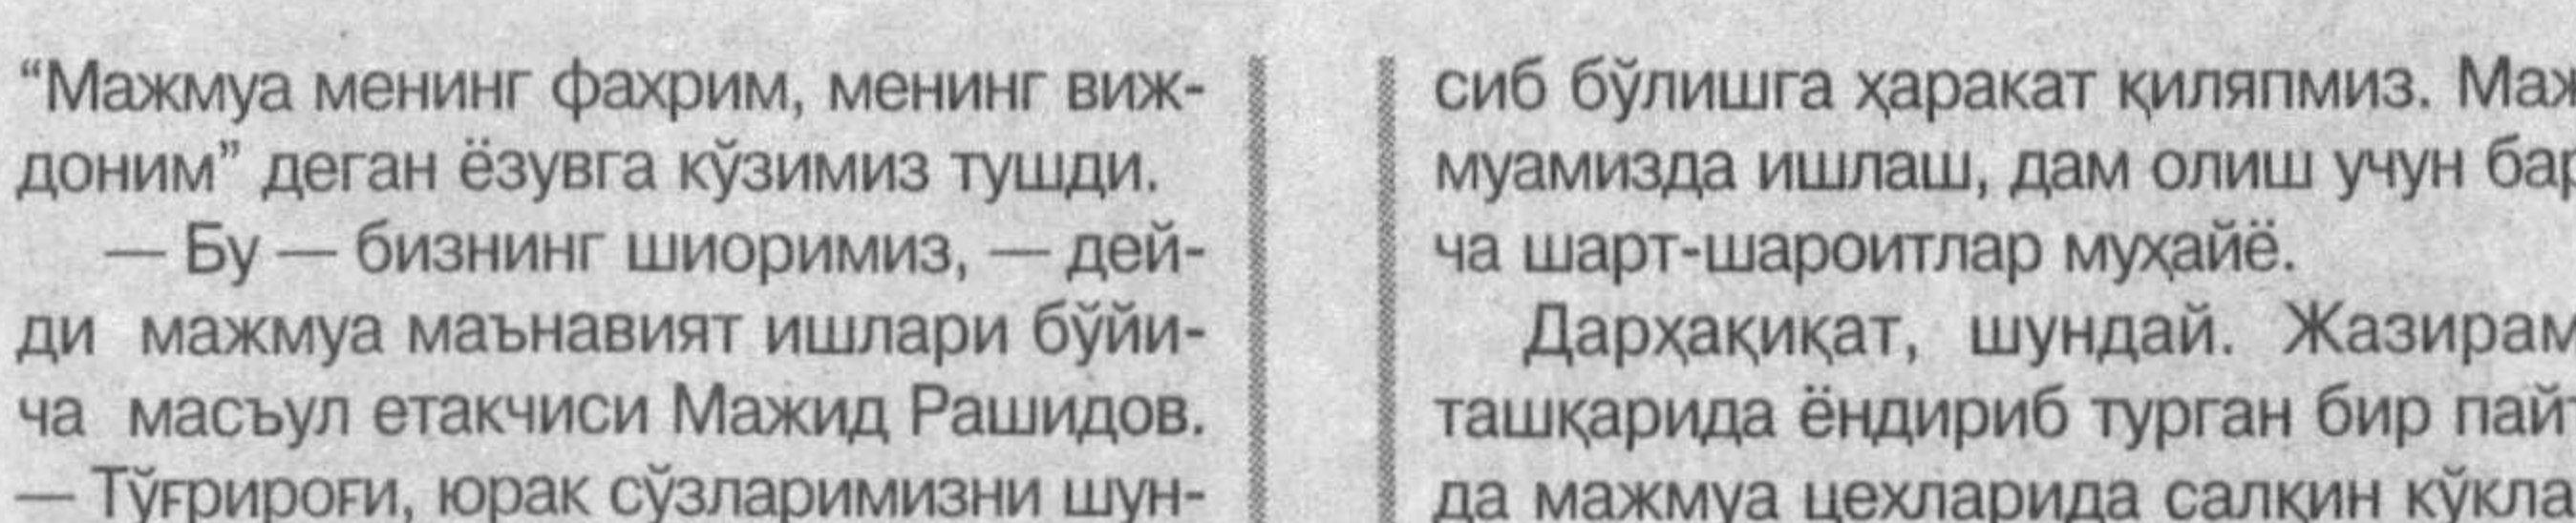 “Мажмуа менинг фахрим, менинг виж-
доним” деган ёзувга кўзимиз тушди.
— Бу — бизнинг шиоримиз, — дей-
ди мажмуа маънавият ишлари бўйи-
ча масъул етакчиси Мажид Рашидов.
— Тўғрироғи, юрак сўзларимизни шун-
сиб бўлишга ҳаракат қиляпмиз. Маж
муамизда ишлаш, дам олиш учун бар
ча шарт-шароитлар муҳайё.
Дарҳақиқат, шундай. Жазирам
ташқарида ёндириб турган бир пай
да мажмуа цехларида салқин кўкла